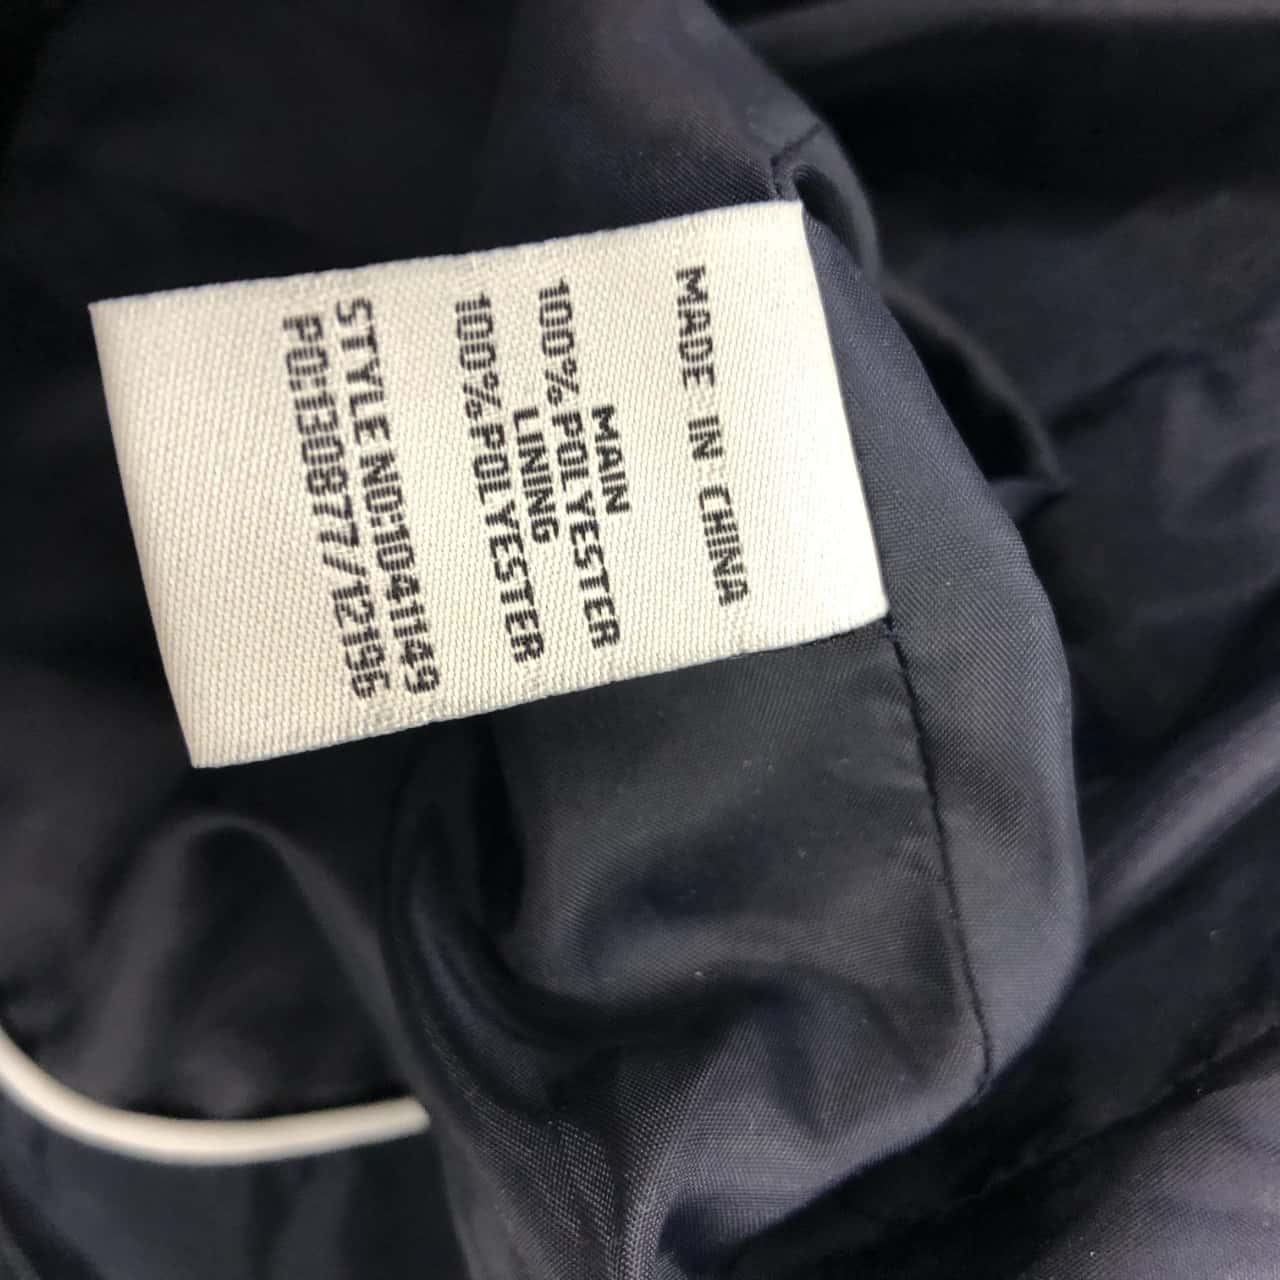 MADE IN CHINA
MAIN
100% POLYESTER
LINING
100% POLYESTER
STYLE NO:1041149
PO:130877/12196